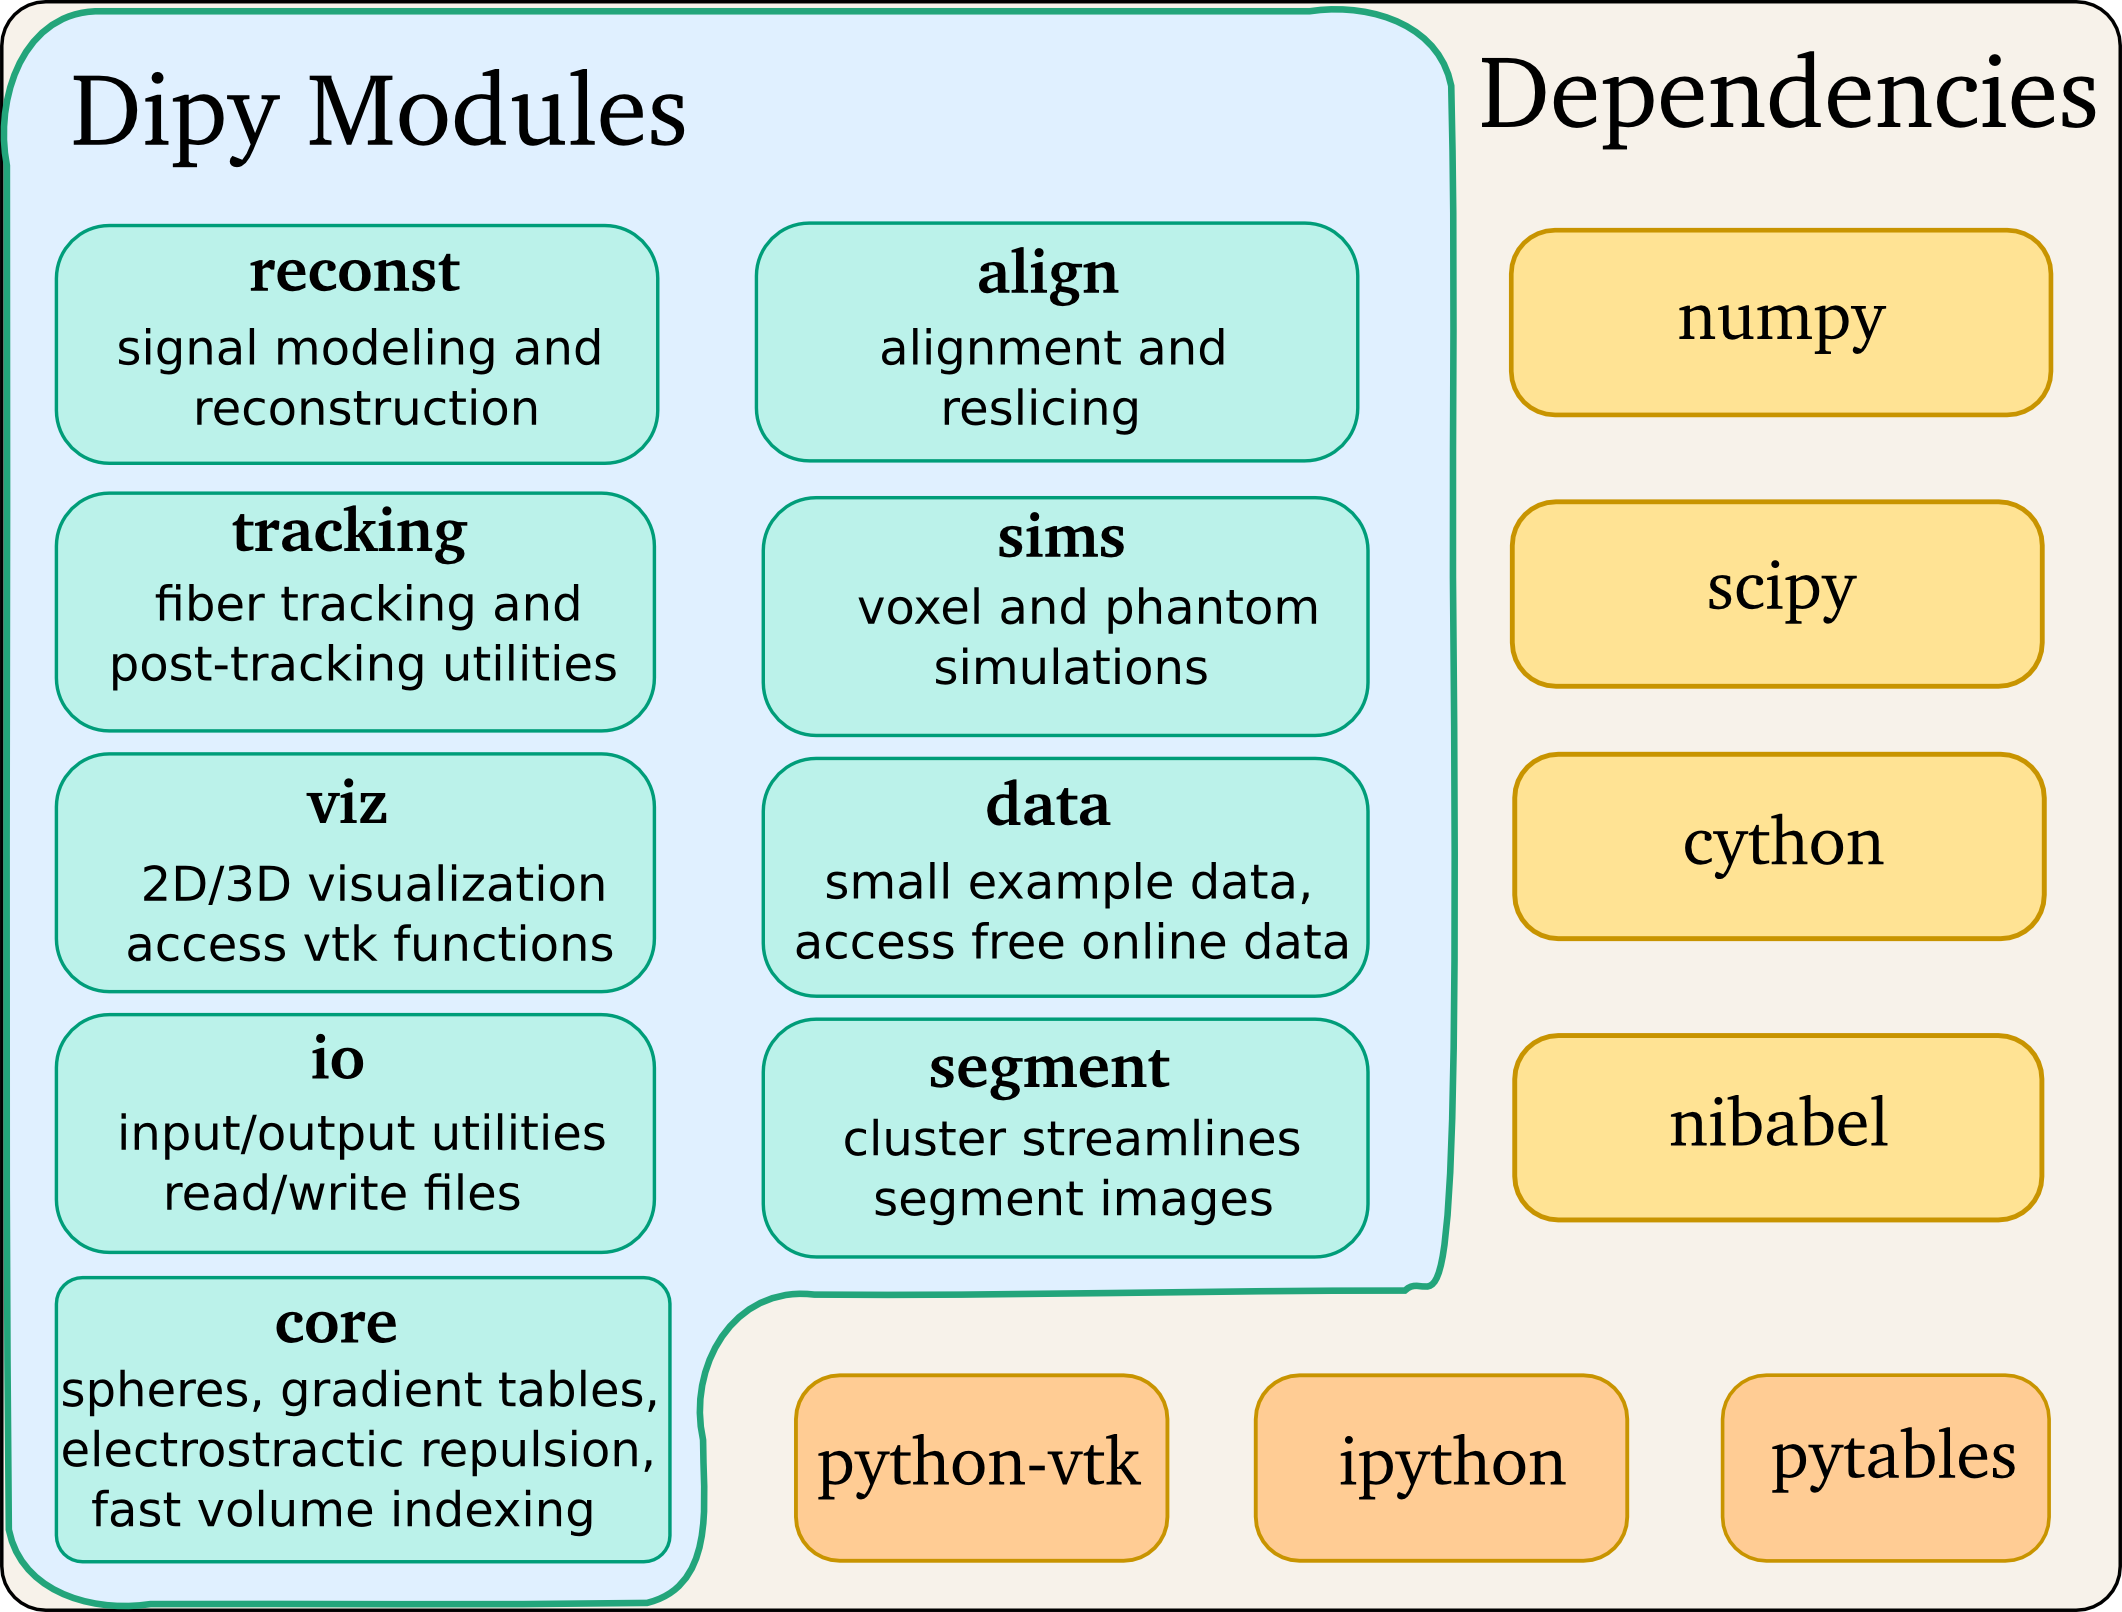 Dipy Modules
Dependencies
reconst
signal modeling and
reconstruction
align
alignment and
reslicing
numpy
tracking
fiber tracking and
post-tracking utilities
sims
voxel and phantom
simulations
scipy
viz
2D/3D visualization
access vtk functions
data
small example data,
access free online data
cython
io
input/output utilities
read/write files
segment
cluster streamlines
segment images
nibabel
core
spheres, gradient tables,
electrostractic repulsion,
fast volume indexing
python-vtk
ipython
pytables